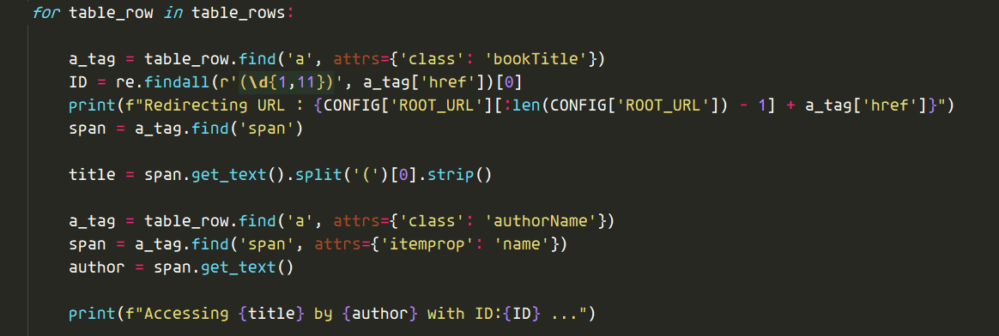 for table_row in table_rows:
a_tag = table_row.find('a', attrs={'class': 'bookTitle'})
ID = re.findall(r'(\d{1,11})', a_tag['href'])[0]
print(f"Redirecting URL : {CONFIG['ROOT_URL'][:len(CONFIG['ROOT_URL']) - 1] + a_tag['href']}")
span = a_tag.find('span')
title = span.get_text().split('(')[0].strip()
a_tag = table_row.find('a', attrs={'class': 'authorName'})
span = a_tag.find('span', attrs={'itemprop': 'name'})
author = span.get_text()
print(f"Accessing {title} by {author} with ID:{ID} ...")